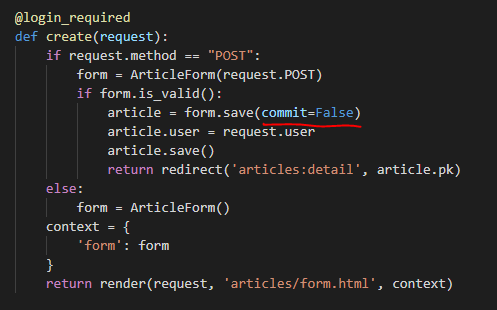 @login_required
def create(request):
    if request.method == "POST":
        form = ArticleForm(request.POST)
        if form.is_valid():
            article = form.save(commit=False)
            article.user = request.user
            article.save()
            return redirect('articles:detail', article.pk)
    else:
        form = ArticleForm()
    context = {
        'form': form
    }
    return render(request, 'articles/form.html', context)